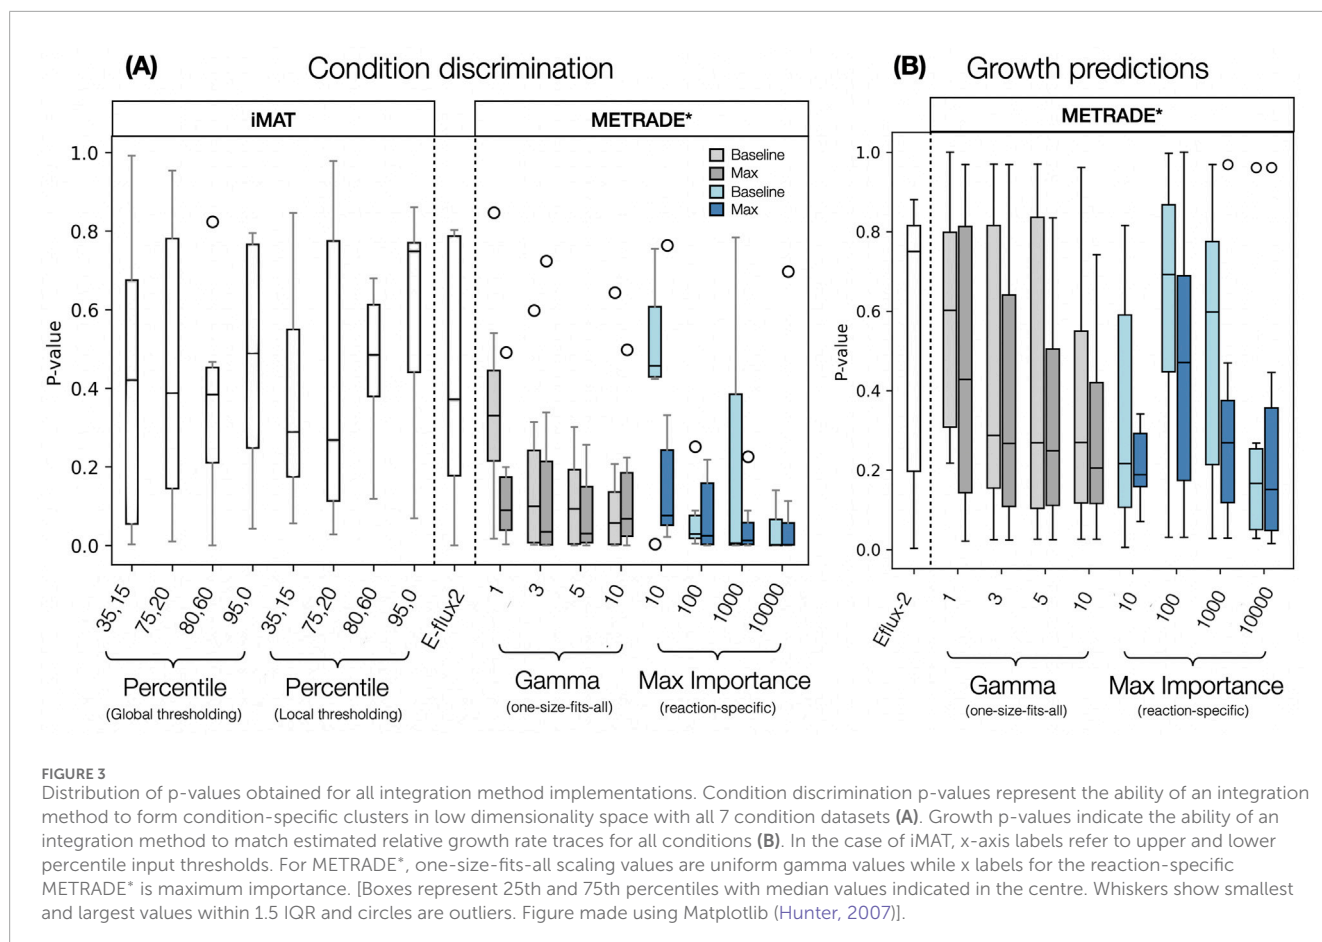 (A) Condition discrimination
(B) Growth predictions
iMAT
METRADE*
METRADE*
Baseline
Max
Baseline
Max
P-value
1.0
0.8
0.6
0.4
0.2
0.0
35,15
75,20
80,60
95,0
35,15
75,20
80,60
95,0
E-flux2
1
3
5
10
10
100
1000
10000
Percentile
(Global thresholding)
Percentile
(Local thresholding)
Gamma
(one-size-fits-all)
Max Importance
(reaction-specific)
P-value
1.0
0.8
0.6
0.4
0.2
0.0
Eflux-2
1
3
5
10
10
100
1000
10000
Gamma
(one-size-fits-all)
Max Importance
(reaction-specific)
FIGURE 3
Distribution of p-values obtained for all integration method implementations. Condition discrimination p-values represent the ability of an integration
method to form condition-specific clusters in low dimensionality space with all 7 condition datasets (A). Growth p-values indicate the ability of an
integration method to match estimated relative growth rate traces for all conditions (B). In the case of iMAT, x-axis labels refer to upper and lower
percentile input thresholds. For METRADE*, one-size-fits-all scaling values are uniform gamma values while x labels for the reaction-specific
METRADE* is maximum importance. [Boxes represent 25th and 75th percentiles with median values indicated in the centre. Whiskers show smallest
and largest values within 1.5 IQR and circles are outliers. Figure made using Matplotlib (Hunter, 2007)].